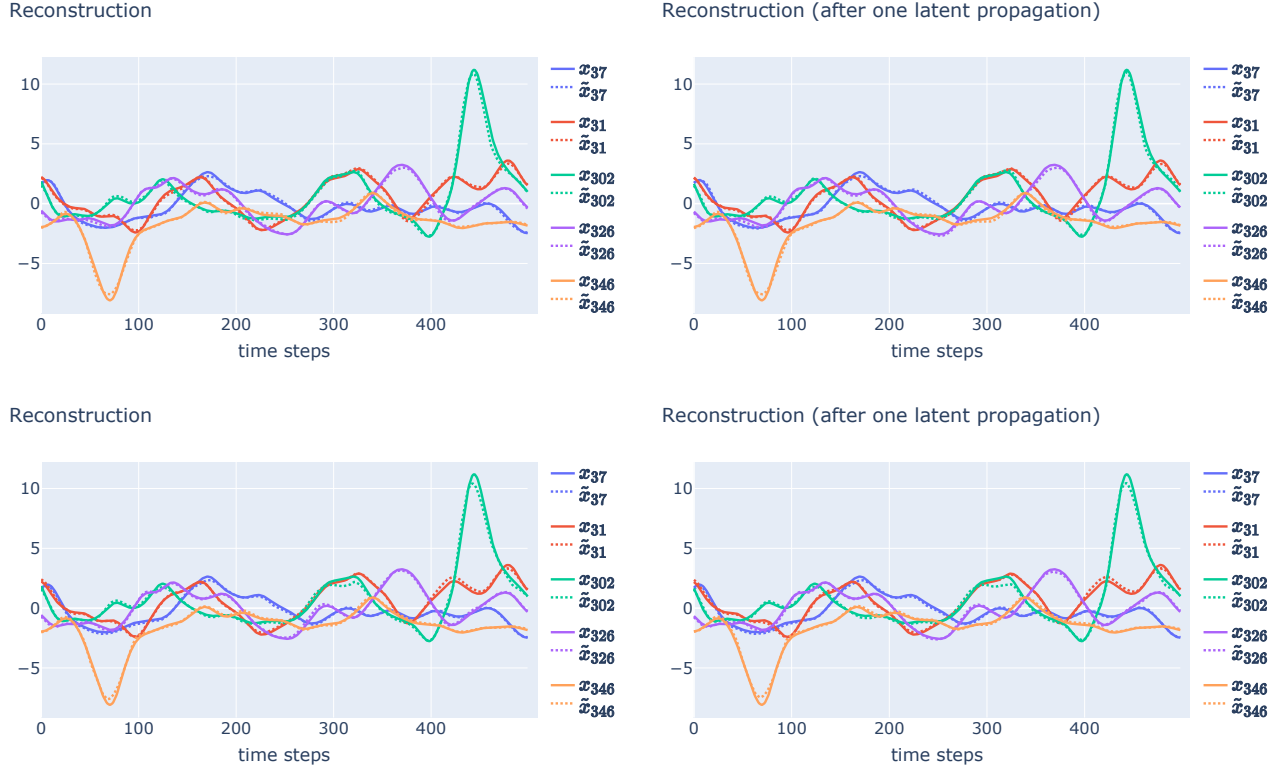 Reconstruction
10
5
0
−5
0
100
200
300
400
time steps
x37
x̃37
x31
x̃31
x302
x̃302
x326
x̃326
x346
x̃346
Reconstruction (after one latent propagation)
10
5
0
−5
0
100
200
300
400
time steps
x37
x̃37
x31
x̃31
x302
x̃302
x326
x̃326
x346
x̃346
Reconstruction
10
5
0
−5
0
100
200
300
400
time steps
x37
x̃37
x31
x̃31
x302
x̃302
x326
x̃326
x346
x̃346
Reconstruction (after one latent propagation)
10
5
0
−5
0
100
200
300
400
time steps
x37
x̃37
x31
x̃31
x302
x̃302
x326
x̃326
x346
x̃346